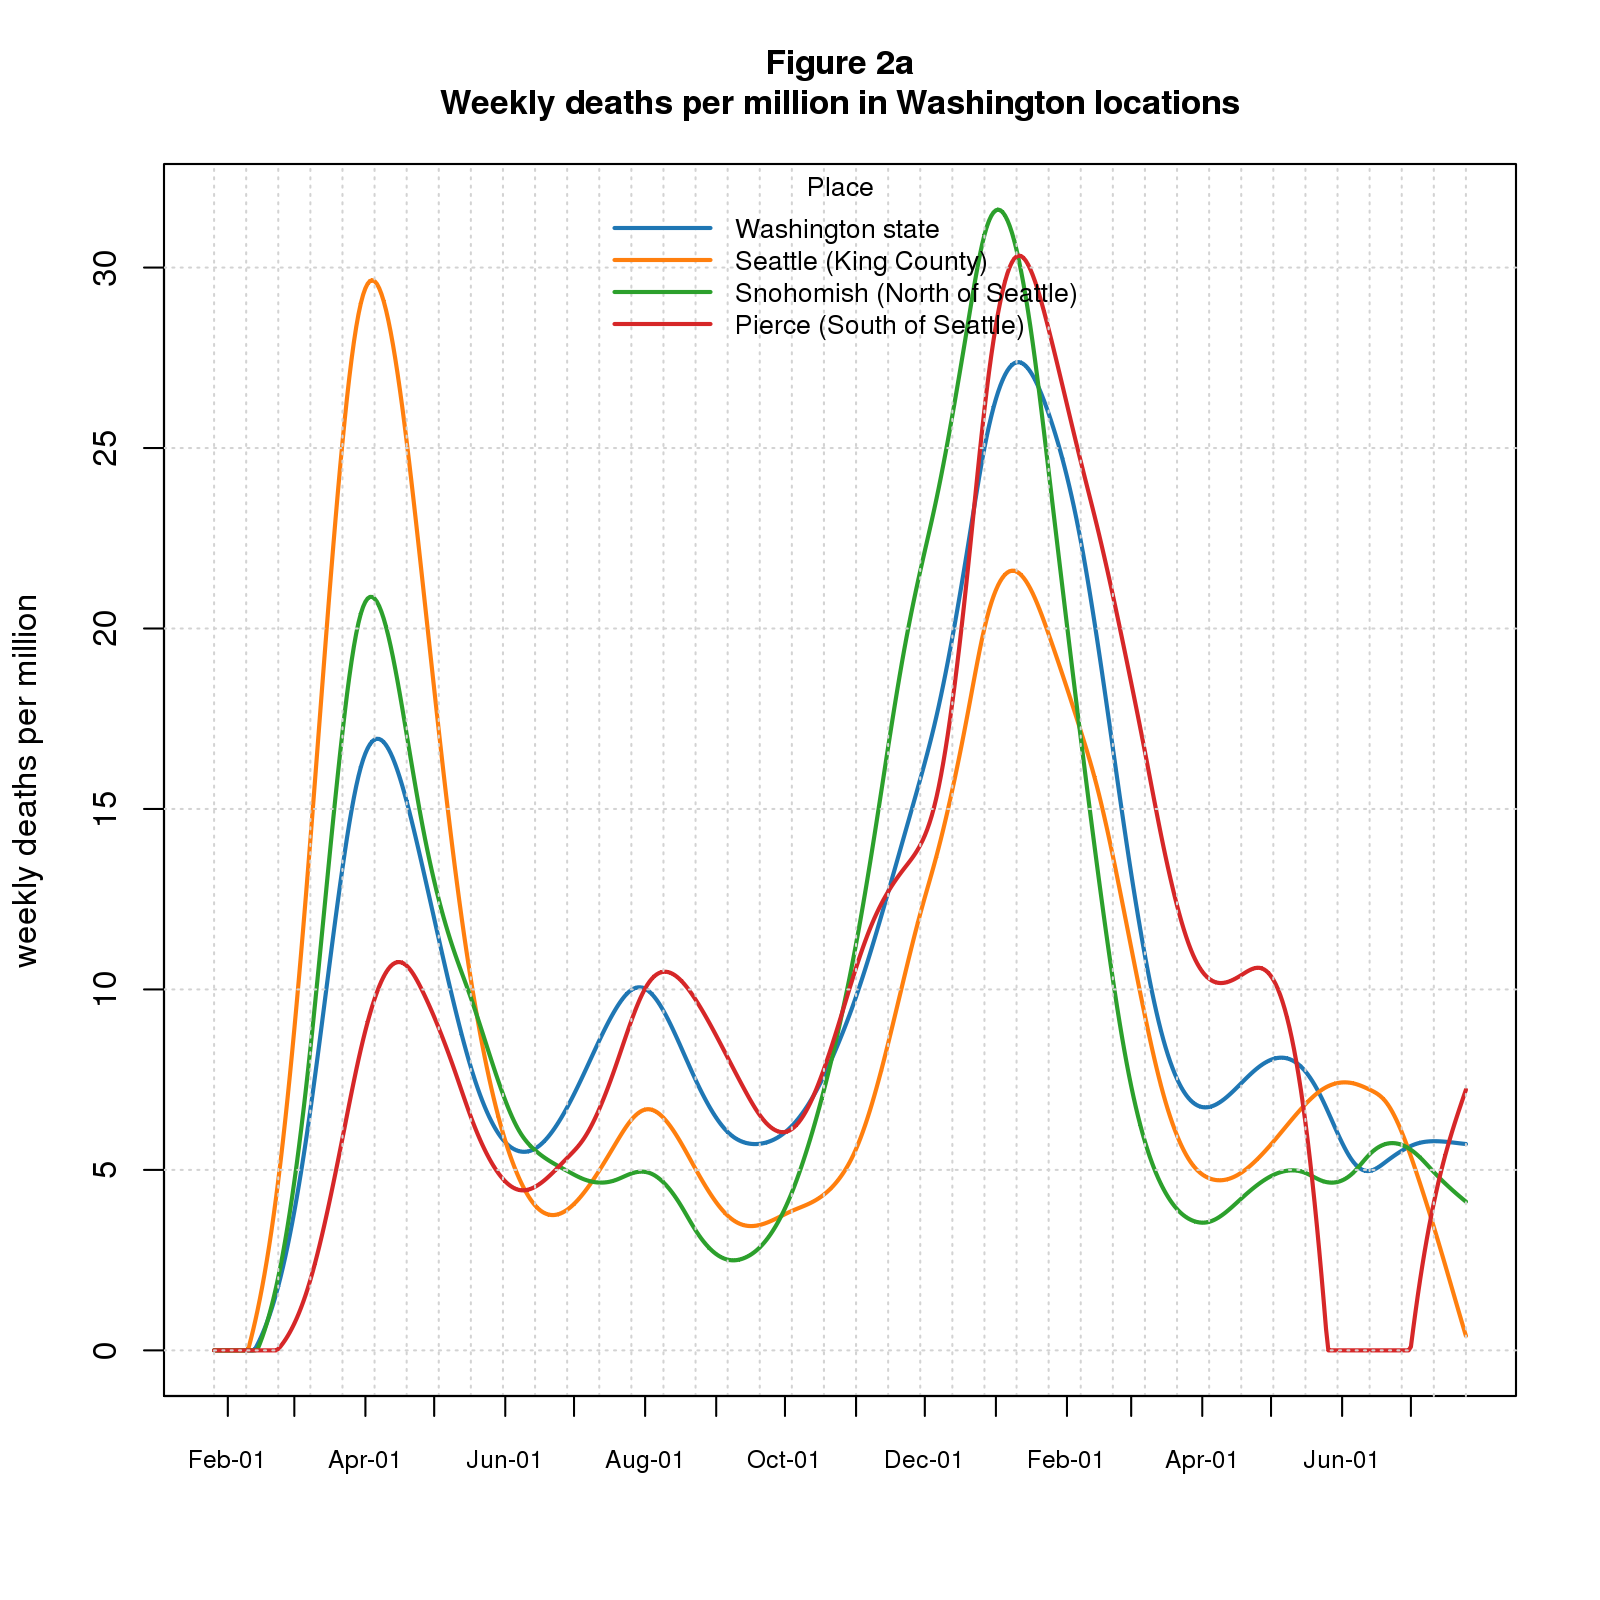 Figure 2a
Weekly deaths per million in Washington locations
Place
Washington state
Seattle (King County)
Snohomish (North of Seattle)
Pierce (South of Seattle)
weekly deaths per million
30
25
20
15
10
5
0
Feb-01 Apr-01 Jun-01 Aug-01 Oct-01 Dec-01 Feb-01 Apr-01 Jun-01